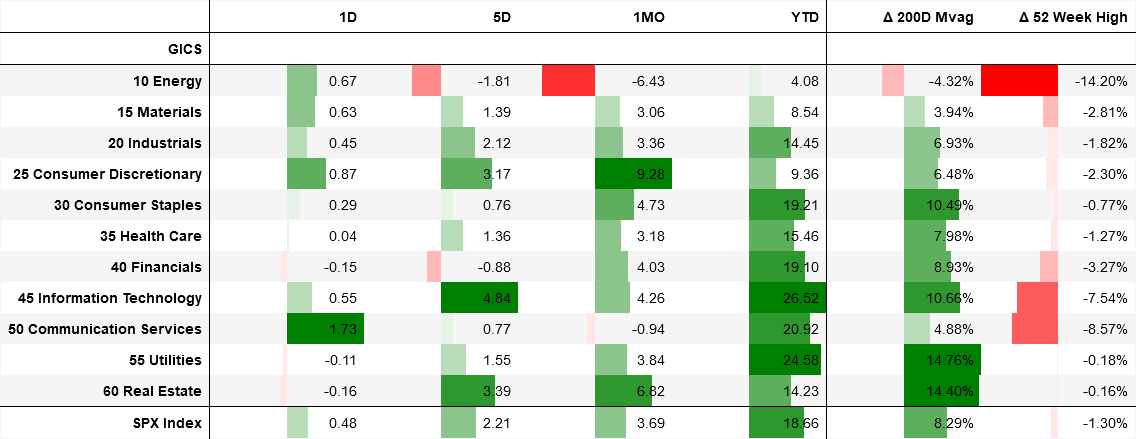 1D 5D 1MO YTD Δ 200D Mvag Δ 52 Week High
GICS
10 Energy 0.67 -1.81 -6.43 4.08 -4.32% -14.20%
15 Materials 0.63 1.39 3.06 8.54 3.94% -2.81%
20 Industrials 0.45 2.12 3.36 14.45 6.93% -1.82%
25 Consumer Discretionary 0.87 3.17 9.28 9.36 6.48% -2.30%
30 Consumer Staples 0.29 0.76 4.73 19.21 10.49% -0.77%
35 Health Care 0.04 1.36 3.18 15.46 7.98% -1.27%
40 Financials -0.15 -0.88 4.03 19.10 8.93% -3.27%
45 Information Technology 0.55 4.84 4.26 26.52 10.66% -7.54%
50 Communication Services 1.73 0.77 -0.94 20.92 4.88% -8.57%
55 Utilities -0.11 1.55 3.84 24.58 14.76% -0.18%
60 Real Estate -0.16 3.39 6.82 14.23 14.40% -0.16%
SPX Index 0.48 2.21 3.69 18.66 8.29% -1.30%